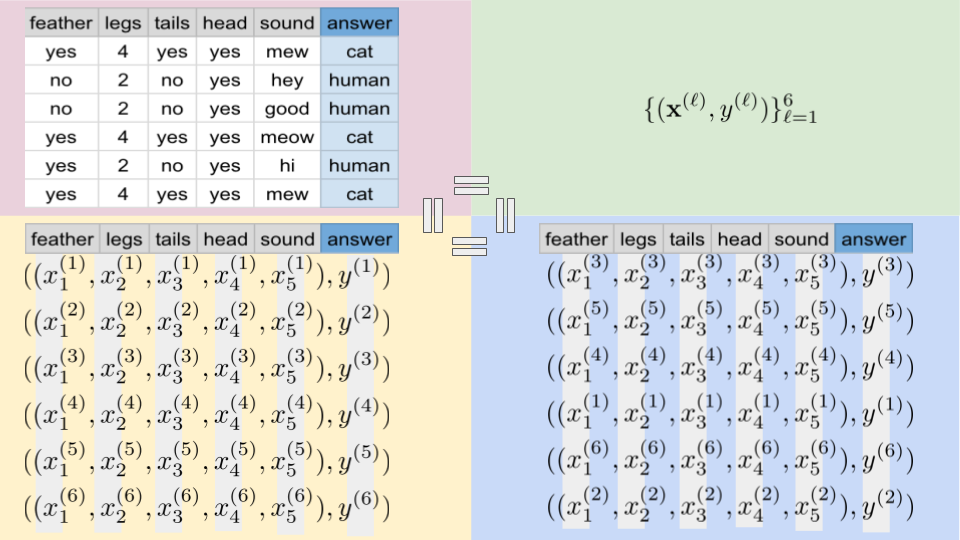 feather legs tails head sound answer
yes 4 yes yes mew cat
no 2 no yes hey human
no 2 no yes good human
yes 4 yes yes meow cat
yes 2 no yes hi human
yes 4 yes yes mew cat
{(𝐱^{(ℓ)}, y^{(ℓ)})}_{ℓ=1}^{6}
feather legs tails head sound answer
((x_1^{(1)}, x_2^{(1)}, x_3^{(1)}, x_4^{(1)}, x_5^{(1)}), y^{(1)})
((x_1^{(2)}, x_2^{(2)}, x_3^{(2)}, x_4^{(2)}, x_5^{(2)}), y^{(2)})
((x_1^{(3)}, x_2^{(3)}, x_3^{(3)}, x_4^{(3)}, x_5^{(3)}), y^{(3)})
((x_1^{(4)}, x_2^{(4)}, x_3^{(4)}, x_4^{(4)}, x_5^{(4)}), y^{(4)})
((x_1^{(5)}, x_2^{(5)}, x_3^{(5)}, x_4^{(5)}, x_5^{(5)}), y^{(5)})
((x_1^{(6)}, x_2^{(6)}, x_3^{(6)}, x_4^{(6)}, x_5^{(6)}), y^{(6)})
feather legs tails head sound answer
((x_1^{(3)}, x_2^{(3)}, x_3^{(3)}, x_4^{(3)}, x_5^{(3)}), y^{(3)})
((x_1^{(5)}, x_2^{(5)}, x_3^{(5)}, x_4^{(5)}, x_5^{(5)}), y^{(5)})
((x_1^{(4)}, x_2^{(4)}, x_3^{(4)}, x_4^{(4)}, x_5^{(4)}), y^{(4)})
((x_1^{(1)}, x_2^{(1)}, x_3^{(1)}, x_4^{(1)}, x_5^{(1)}), y^{(1)})
((x_1^{(6)}, x_2^{(6)}, x_3^{(6)}, x_4^{(6)}, x_5^{(6)}), y^{(6)})
((x_1^{(2)}, x_2^{(2)}, x_3^{(2)}, x_4^{(2)}, x_5^{(2)}), y^{(2)})